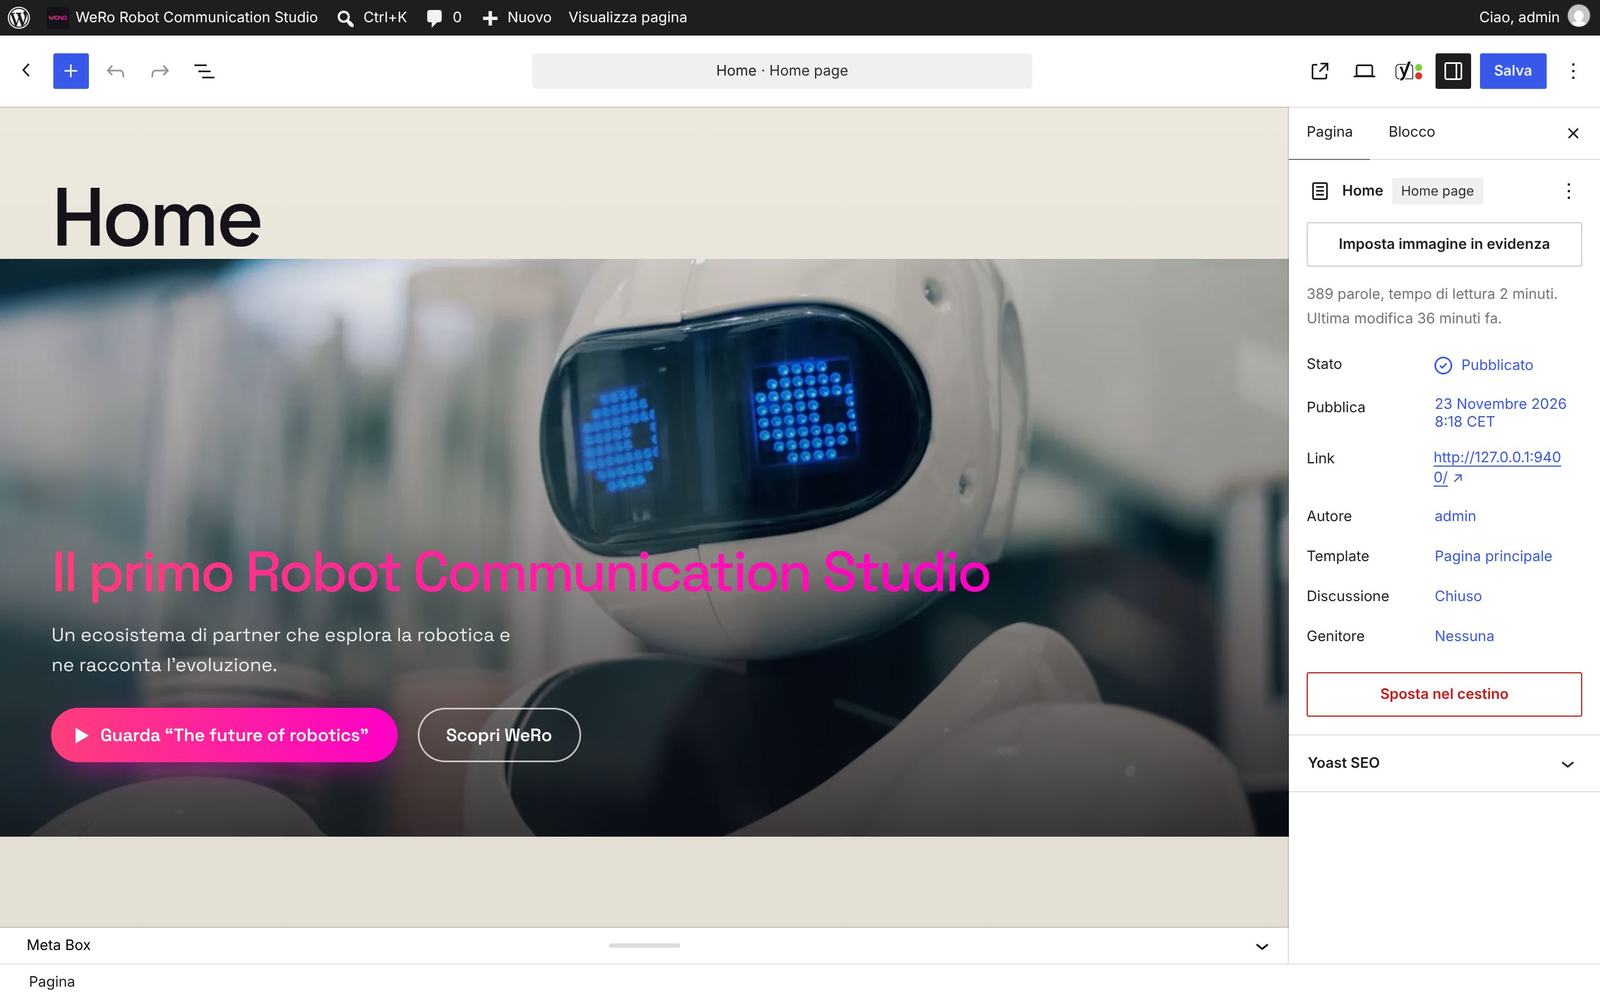 WeRo Robot Communication Studio
Ctrl+K
0
Nuovo
Visualizza pagina
Ciao, admin
Home · Home page
Salva
Pagina
Blocco
Home
Home page
Imposta immagine in evidenza
389 parole, tempo di lettura 2 minuti.
Ultima modifica 36 minuti fa.
Stato
Pubblicato
Pubblica
23 Novembre 2026
8:18 CET
Link
http://127.0.0.1:940
0/
Autore
admin
Template
Pagina principale
Discussione
Chiuso
Genitore
Nessuna
Sposta nel cestino
Yoast SEO
Home
Il primo Robot Communication Studio
Un ecosistema di partner che esplora la robotica e
ne racconta l’evoluzione.
Guarda “The future of robotics”
Scopri WeRo
Meta Box
Pagina